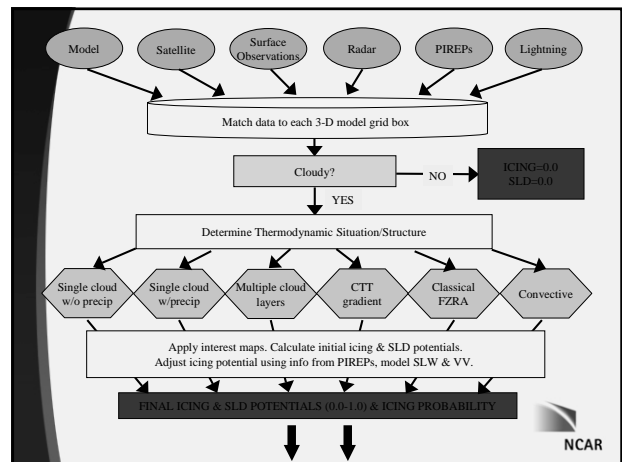 Model
Satellite
Surface
Observations
Radar
PIREPs
Lightning
Match data to each 3-D model grid box
Cloudy?
NO
ICING=0.0
SLD=0.0
YES
Determine Thermodynamic Situation/Structure
Single cloud
w/o precip
Single cloud
w/precip
Multiple cloud
layers
CTT
gradient
Classical
FZRA
Convective
Apply interest maps. Calculate initial icing & SLD potentials.
Adjust icing potential using info from PIREPs, model SLW & VV.
FINAL ICING & SLD POTENTIALS (0.0-1.0) & ICING PROBABILITY
NCAR